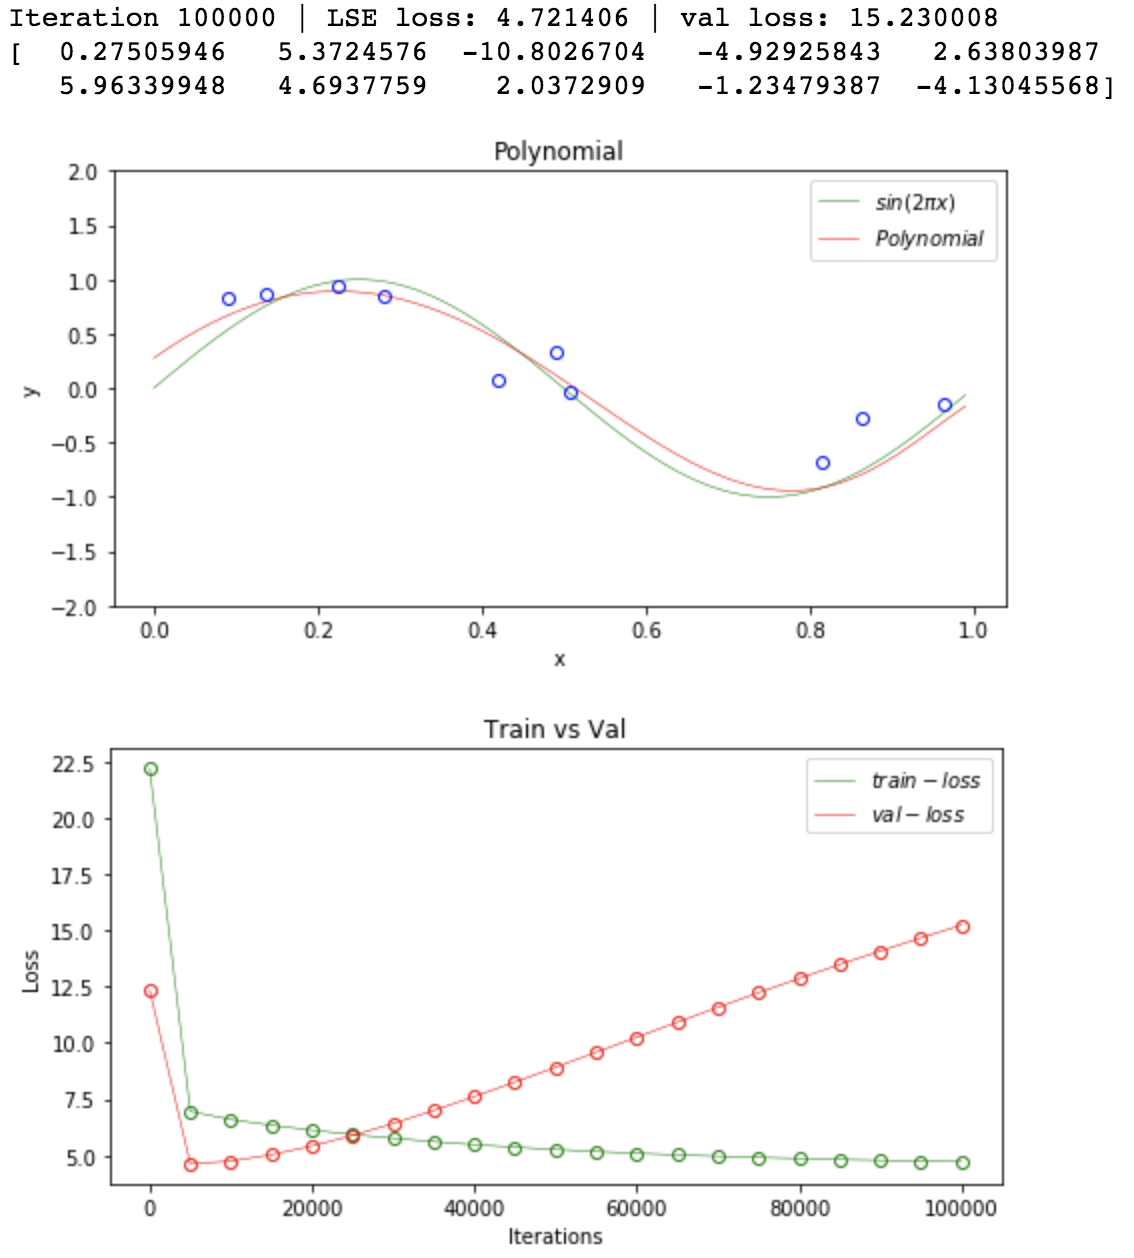 Iteration 100000 | LSE loss: 4.721406 | val loss: 15.230008
[ 0.27505946 5.3724576 -10.8026704 -4.92925843 2.63803987
5.96339948 4.6937759 2.0372909 -1.23479387 -4.13045568]
Polynomial
2.0
1.5
1.0
0.5
0.0
−0.5
−1.0
−1.5
−2.0
y
sin(2πx)
Polynomial
0.0 0.2 0.4 0.6 0.8 1.0
x
Train vs Val
22.5
20.0
17.5
15.0
12.5
10.0
7.5
5.0
Loss
train − loss
val − loss
0 20000 40000 60000 80000 100000
Iterations